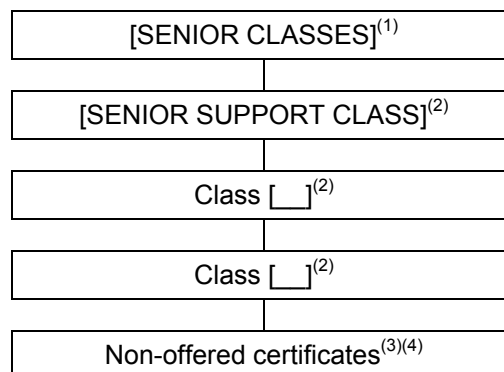 [SENIOR CLASSES](1)
[SENIOR SUPPORT CLASS](2)
Class [__](2)
Class [__](2)
Non-offered certificates(3)(4)